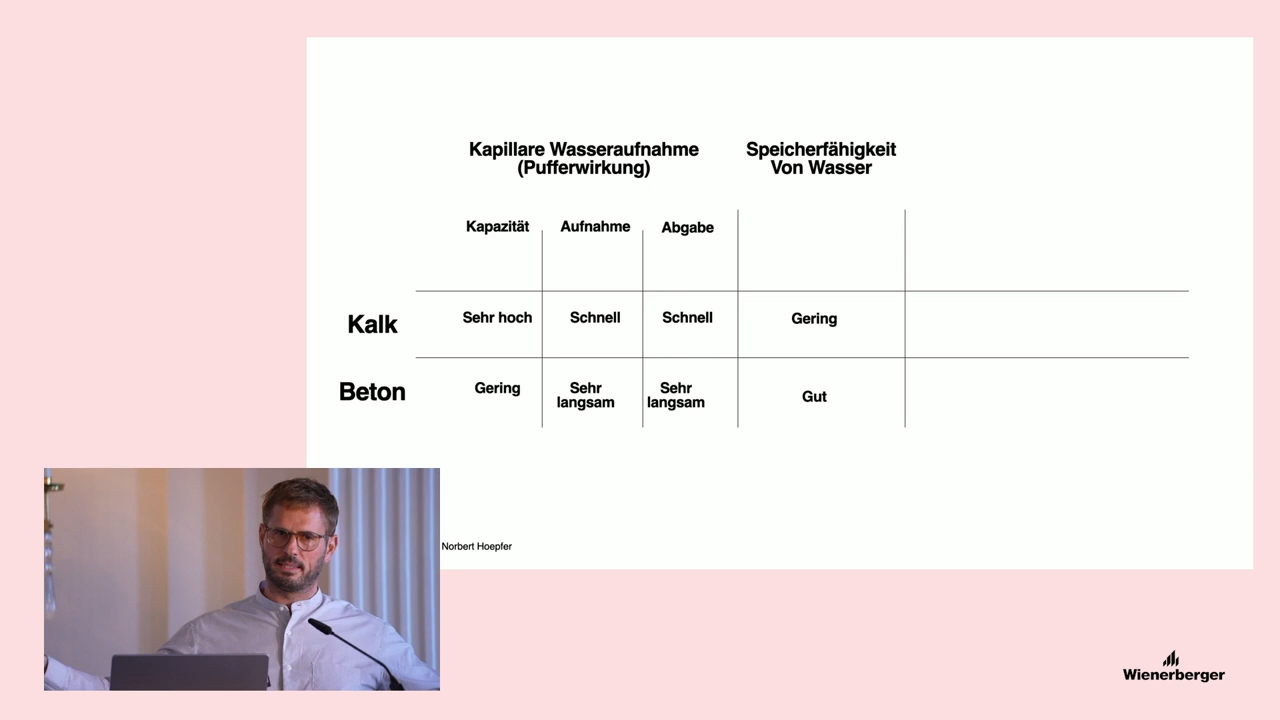 Kapillare Wasseraufnahme
(Pufferwirkung)
Speicherfähigkeit
Von Wasser
Kapazität
Aufnahme
Abgabe
Kalk
Sehr hoch
Schnell
Schnell
Gering
Beton
Gering
Sehr
langsam
Sehr
langsam
Gut
Norbert Hoepfer
Wienerberger